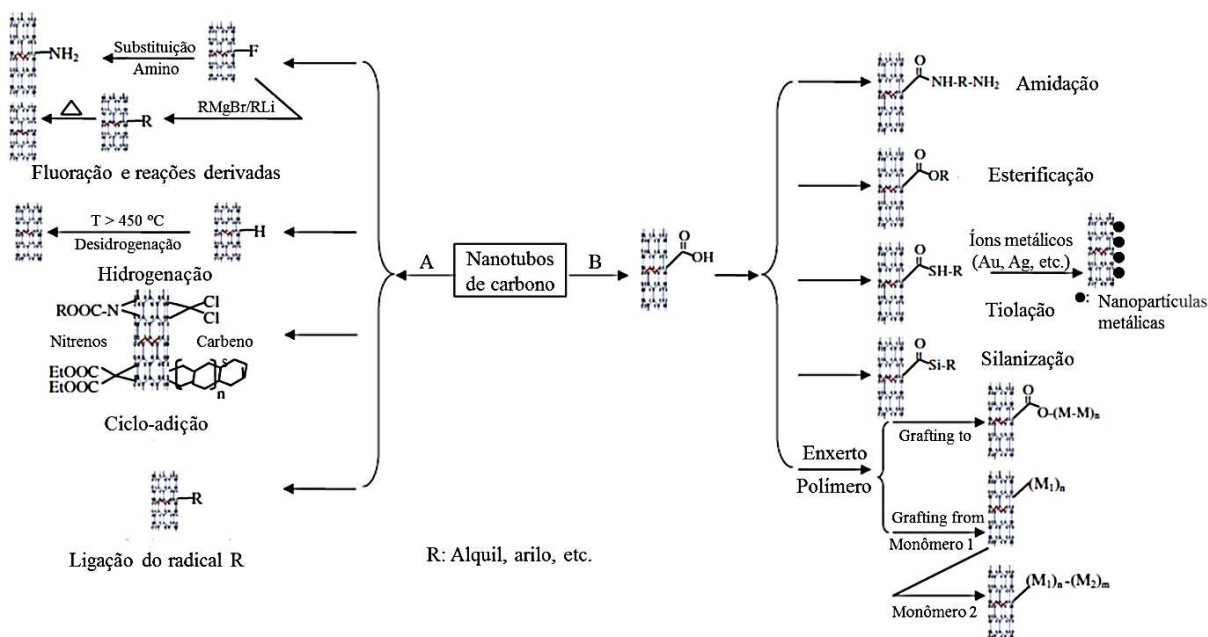 NH₂
Substituição
Amino
F
△
R
RMgBr/RLi
Fluoração e reações derivadas
T > 450 ºC
Desidrogenação
H
Hidrogenação
ROOC-N
Cl
Cl
Nitrenos
Carbeno
EtOOC
EtOOC
s
n
Ciclo-adição
R
Ligação do radical R
A
Nanotubos
de carbono
B
O
OH
R: Alquil, arilo, etc.
O
NH-R-NH₂
Amidação
O
OR
Esterificação
O
SH-R
Íons metálicos
(Au, Ag, etc.)
Tiolação
●: Nanopartículas
metálicas
O
Si-R
Silanização
Enxerto
Polímero
Grafting to
O
O-(M-M)ₙ
Grafting from
Monômero 1
(M₁)ₙ
Monômero 2
(M₁)ₙ-(M₂)ₘ